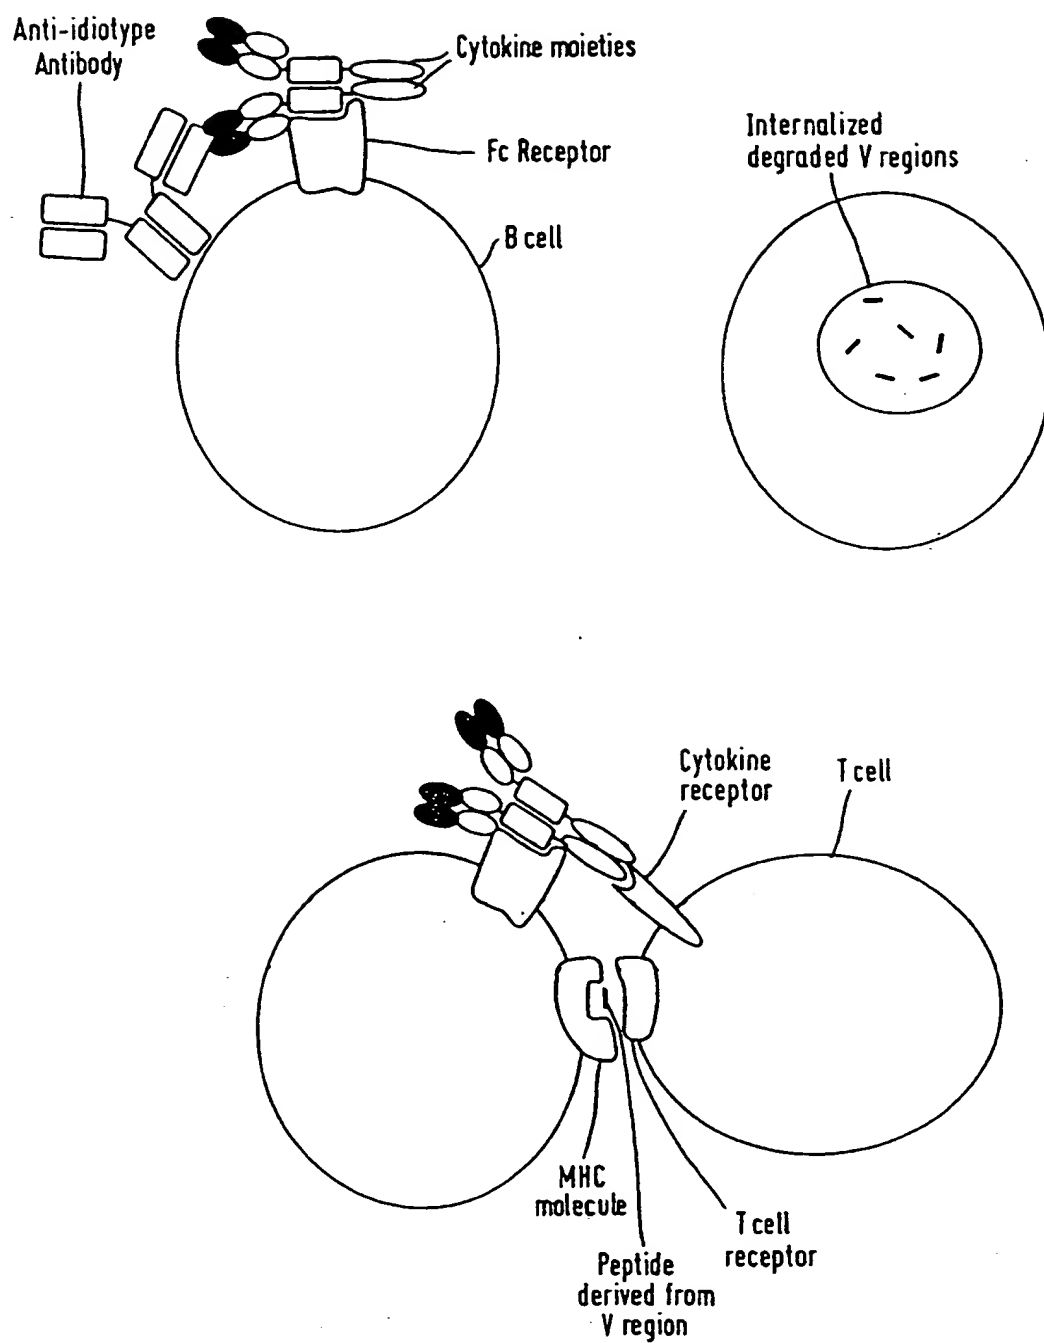 Anti-idiotype
Antibody
Cytokine moieties
Fc Receptor
B cell
Internalized
degraded V regions
Cytokine
receptor
T cell
MHC
molecule
T cell
receptor
Peptide
derived from
V region